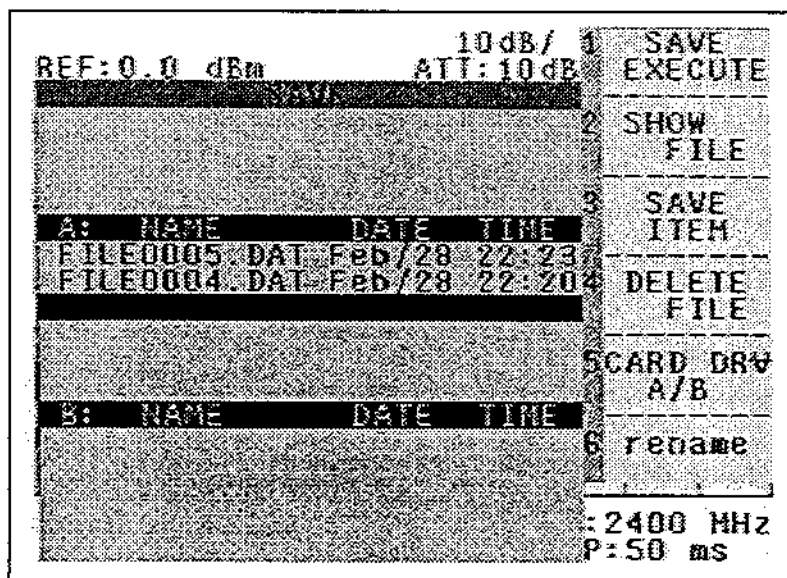 10dB/
REF:0.0 dBm ATT:10dB
SAVE
A: NAME DATE TIME
FILE0005.DAT Feb/28 22:23
FILE0004.DAT Feb/28 22:20
B: NAME DATE TIME
1 SAVE
EXECUTE
2 SHOW
FILE
3 SAVE
ITEM
4 DELETE
FILE
5 CARD DRV
A/B
6 rename
:2400 MHz
P:50 ms